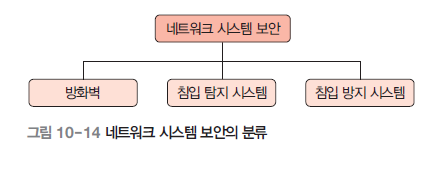 네트워크 시스템 보안
방화벽
침입 탐지 시스템
침입 방지 시스템
그림 10-14 네트워크 시스템 보안의 분류